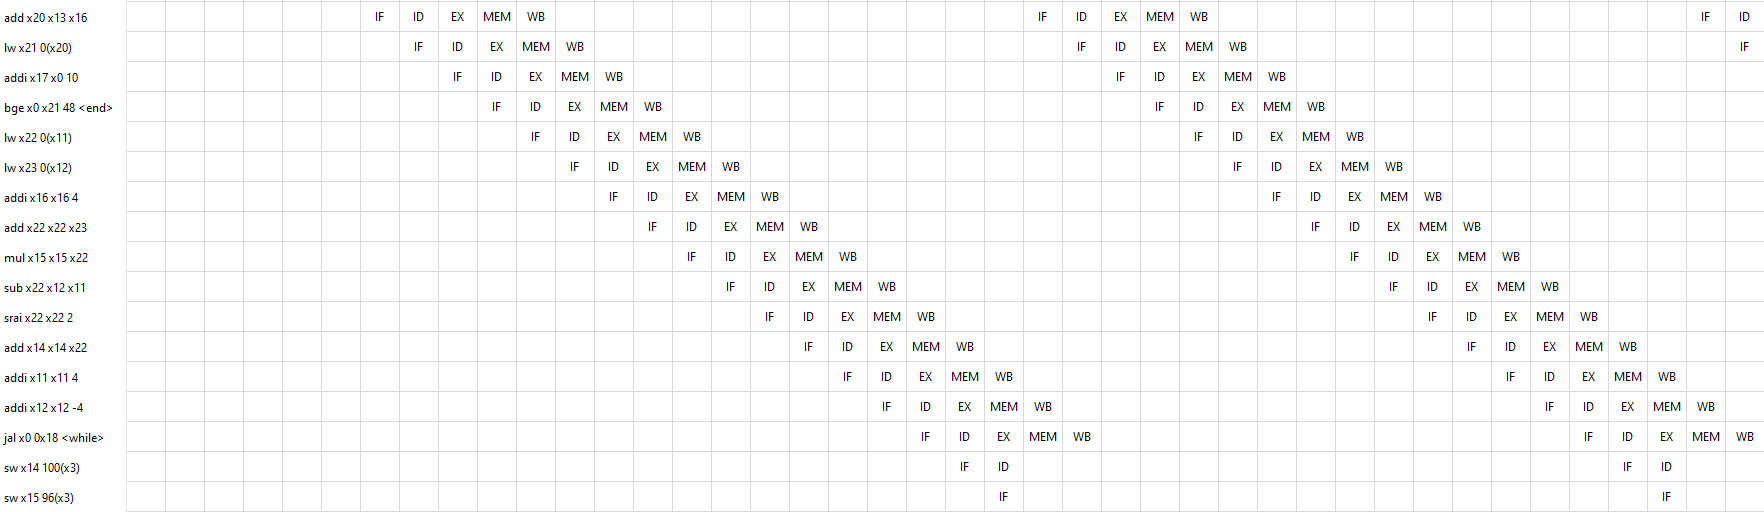 add x20 x13 x16 IF ID EX MEM WB IF ID EX MEM WB IF ID
lw x21 0(x20) IF ID EX MEM WB IF ID EX MEM WB IF
addi x17 x0 10 IF ID EX MEM WB IF ID EX MEM WB
bge x0 x21 48 <end> IF ID EX MEM WB IF ID EX MEM WB
lw x22 0(x11) IF ID EX MEM WB IF ID EX MEM WB
lw x23 0(x12) IF ID EX MEM WB IF ID EX MEM WB
addi x16 x16 4 IF ID EX MEM WB IF ID EX MEM WB
add x22 x22 x23 IF ID EX MEM WB IF ID EX MEM WB
mul x15 x15 x22 IF ID EX MEM WB IF ID EX MEM WB
sub x22 x12 x11 IF ID EX MEM WB IF ID EX MEM WB
srai x22 x22 2 IF ID EX MEM WB IF ID EX MEM WB
add x14 x14 x22 IF ID EX MEM WB IF ID EX MEM WB
addi x11 x11 4 IF ID EX MEM WB IF ID EX MEM WB
addi x12 x12 -4 IF ID EX MEM WB IF ID EX MEM WB
jal x0 0x18 <while> IF ID EX MEM WB IF ID EX MEM WB
sw x14 100(x3) IF ID IF ID
sw x15 96(x3) IF IF